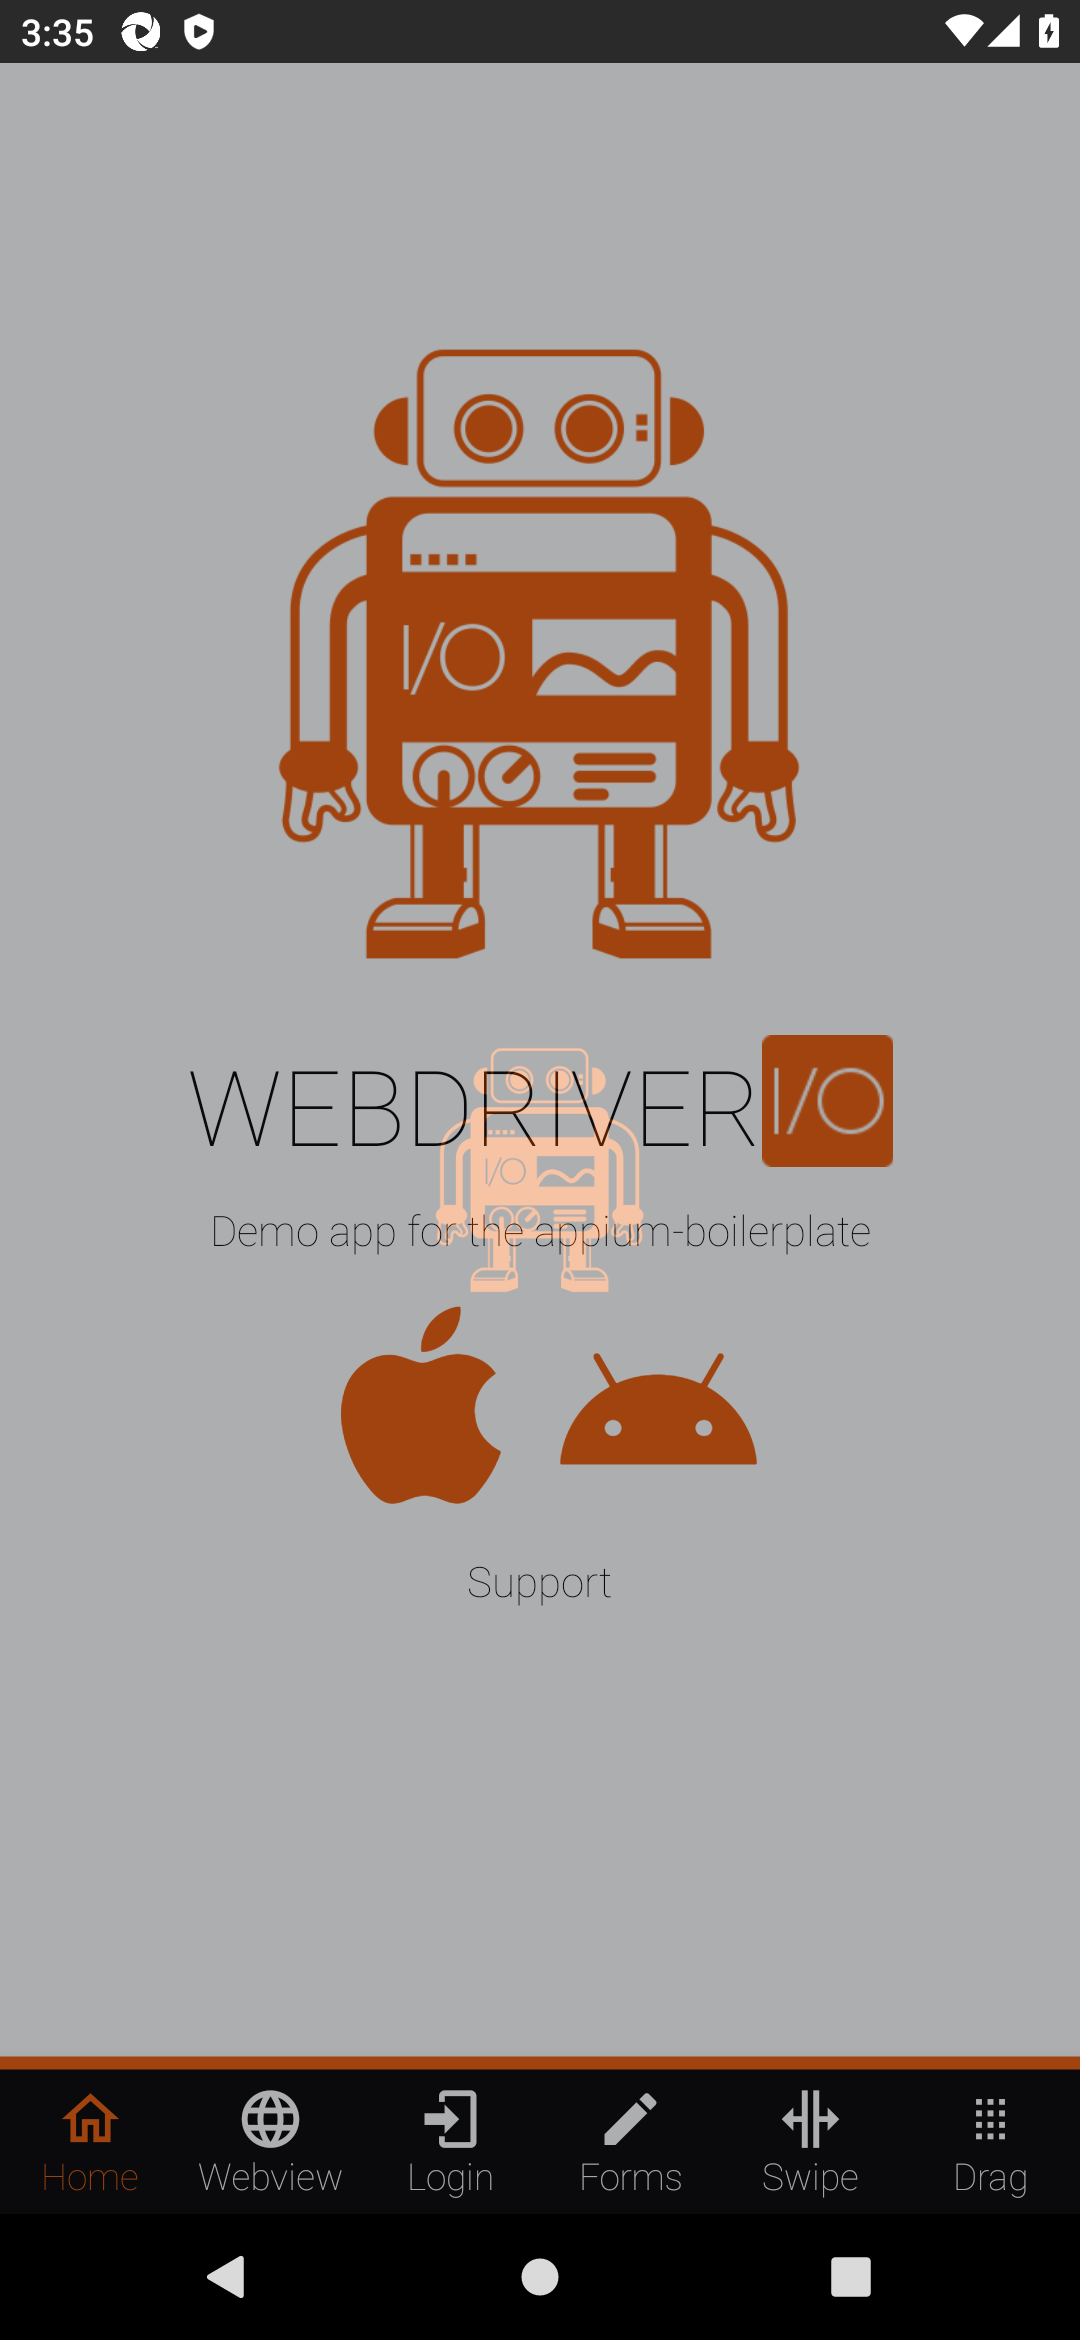 3:35
I/O
WEBDRIVER I/O
I/O
Demo app for the appium-boilerplate
Support
Home Webview Login Forms Swipe Drag